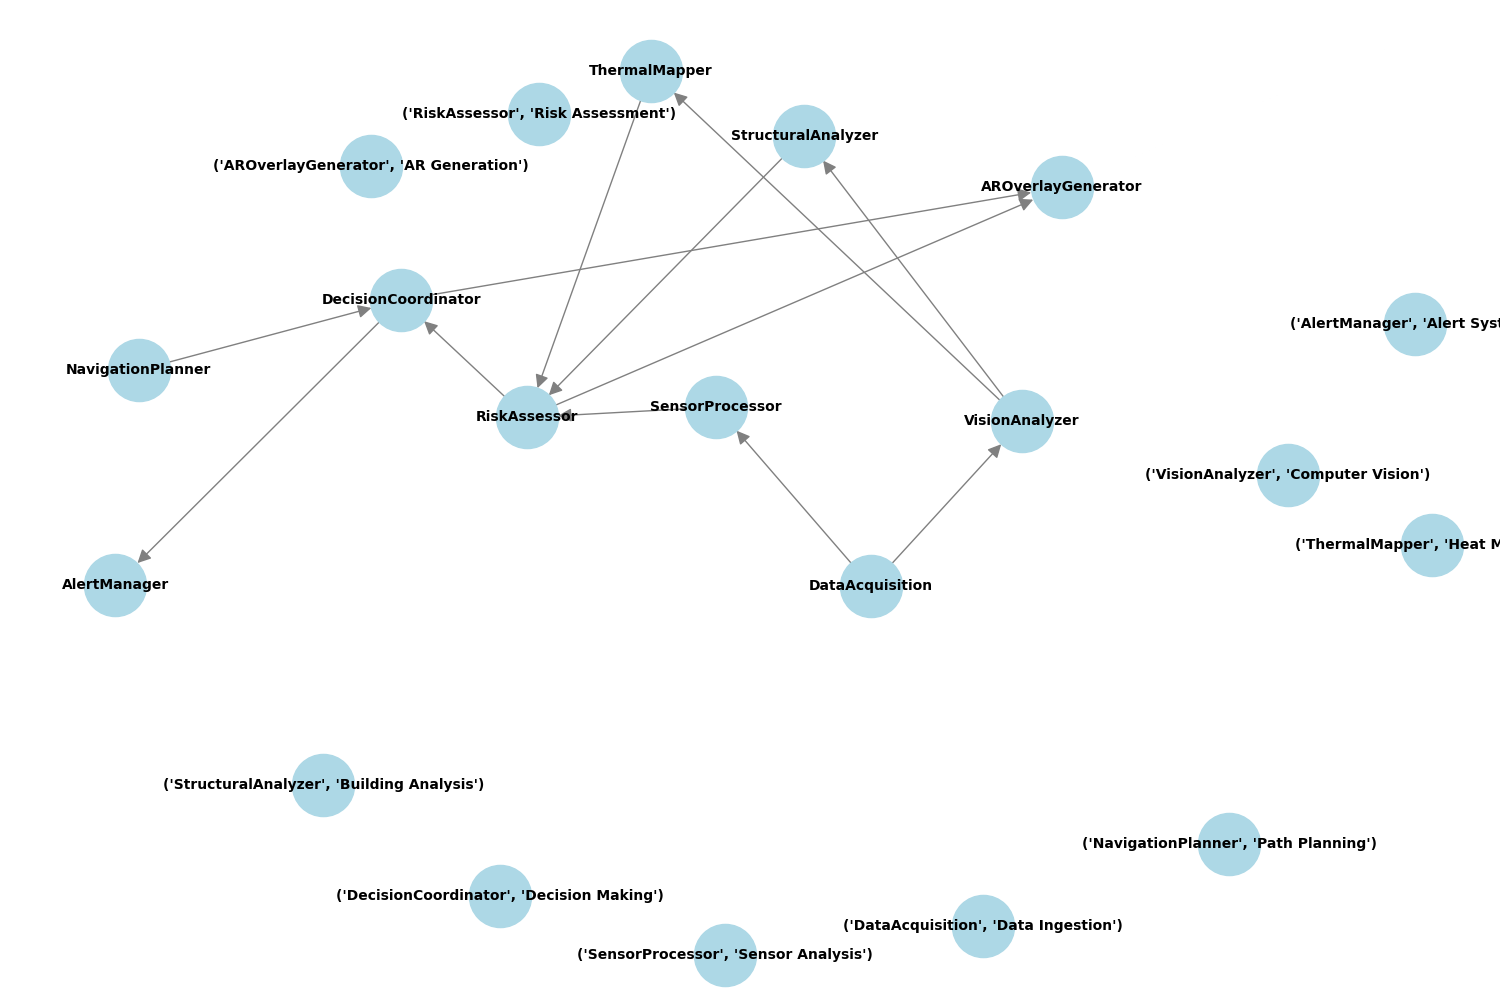 ThermalMapper
('RiskAssessor', 'Risk Assessment')
StructuralAnalyzer
('AROverlayGenerator', 'AR Generation')
AROverlayGenerator
DecisionCoordinator
('AlertManager', 'Alert Syst
NavigationPlanner
SensorProcessor
RiskAssessor
VisionAnalyzer
('VisionAnalyzer', 'Computer Vision')
('ThermalMapper', 'Heat M
AlertManager
DataAcquisition
('StructuralAnalyzer', 'Building Analysis')
('NavigationPlanner', 'Path Planning')
('DecisionCoordinator', 'Decision Making')
('DataAcquisition', 'Data Ingestion')
('SensorProcessor', 'Sensor Analysis')